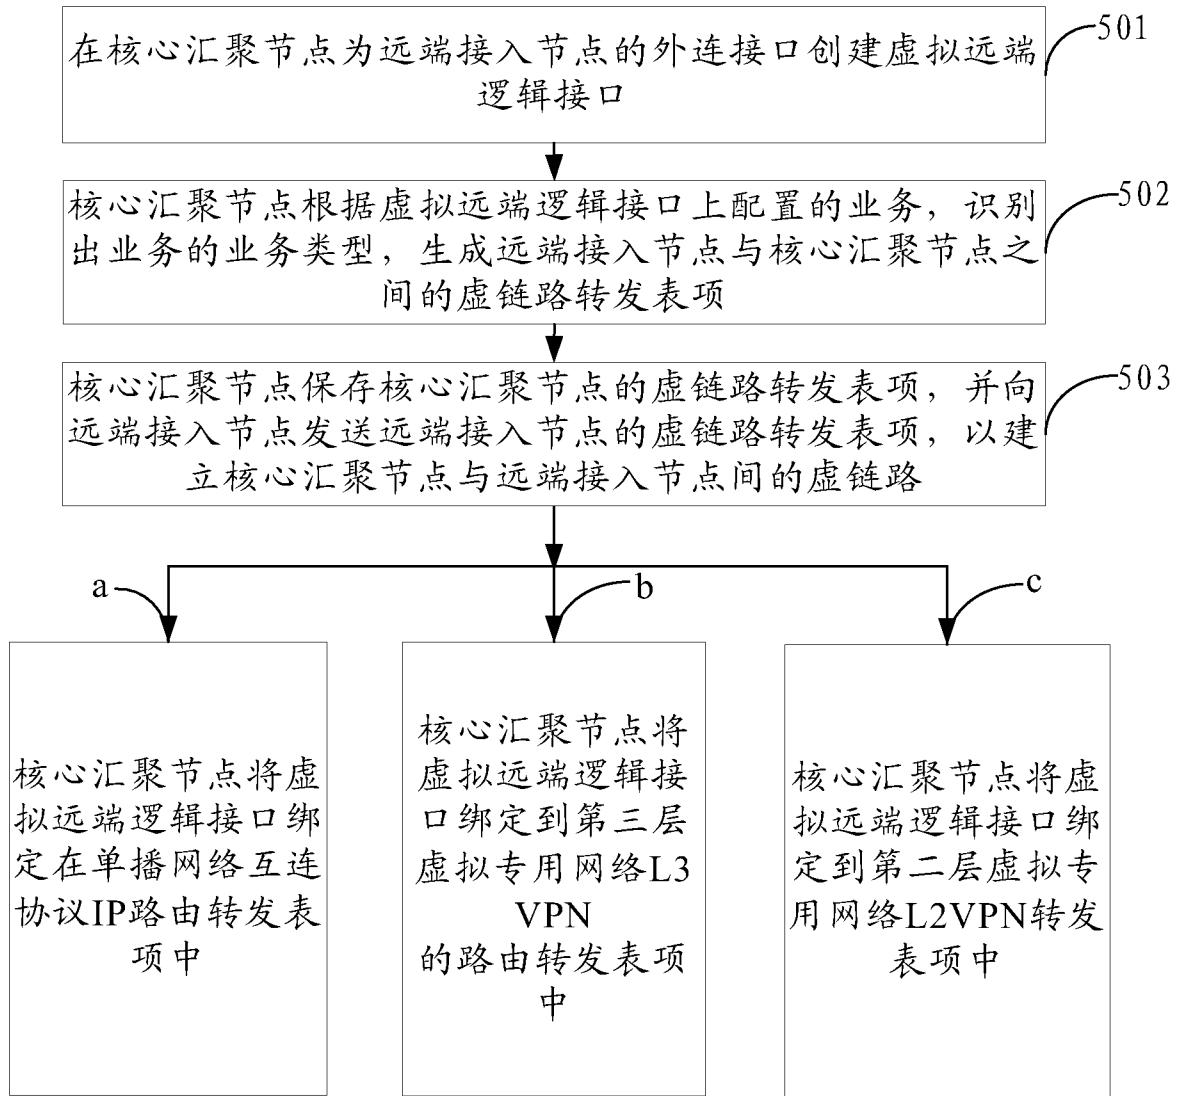 在核心汇聚节点为远端接入节点的外连接口创建虚拟远端
逻辑接口
501
核心汇聚节点根据虚拟远端逻辑接口上配置的业务，识别
出业务的业务类型，生成远端接入节点与核心汇聚节点之
间的虚链路转发表项
502
核心汇聚节点保存核心汇聚节点的虚链路转发表项，并向
远端接入节点发送远端接入节点的虚链路转发表项，以建
立核心汇聚节点与远端接入节点间的虚链路
503
a
b
c
核心汇聚节点将虚
拟远端逻辑接口绑
定在单播网络互连
协议IP路由转发表
项中
核心汇聚节点将
虚拟远端逻辑接
口绑定到第三层
虚拟专用网络L3
VPN
的路由转发表项
中
核心汇聚节点将虚
拟远端逻辑接口绑
定到第二层虚拟专
用网络L2VPN转发
表项中